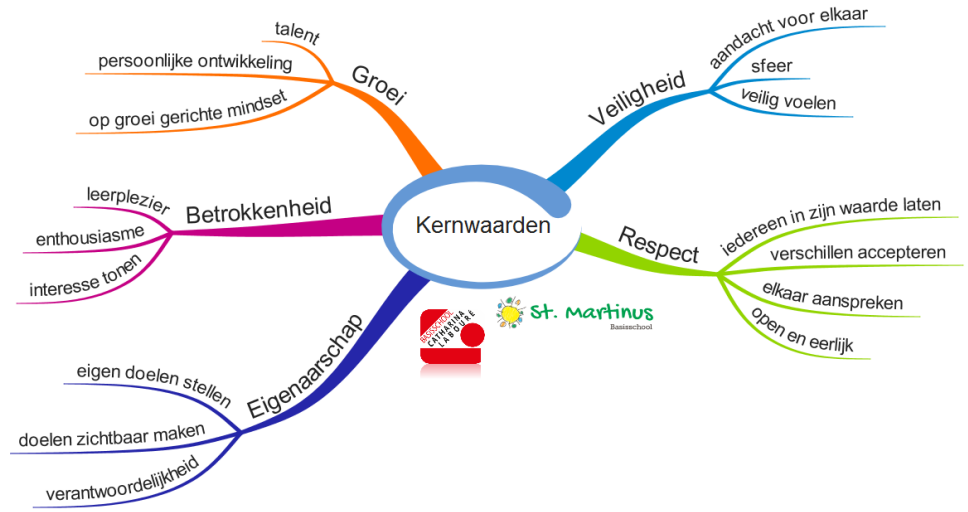 Kernwaarden
Groei
talent
persoonlijke ontwikkeling
op groei gerichte mindset
Veiligheid
aandacht voor elkaar
sfeer
veilig voelen
Betrokkenheid
leerplezier
enthousiasme
interesse tonen
Respect
iedereen in zijn waarde laten
verschillen accepteren
elkaar aanspreken
open en eerlijk
Eigenaarschap
eigen doelen stellen
doelen zichtbaar maken
verantwoordelijkheid
BASISSCHOOL
CATHARINA
LABOURÉ
St. Martinus
Basisschool